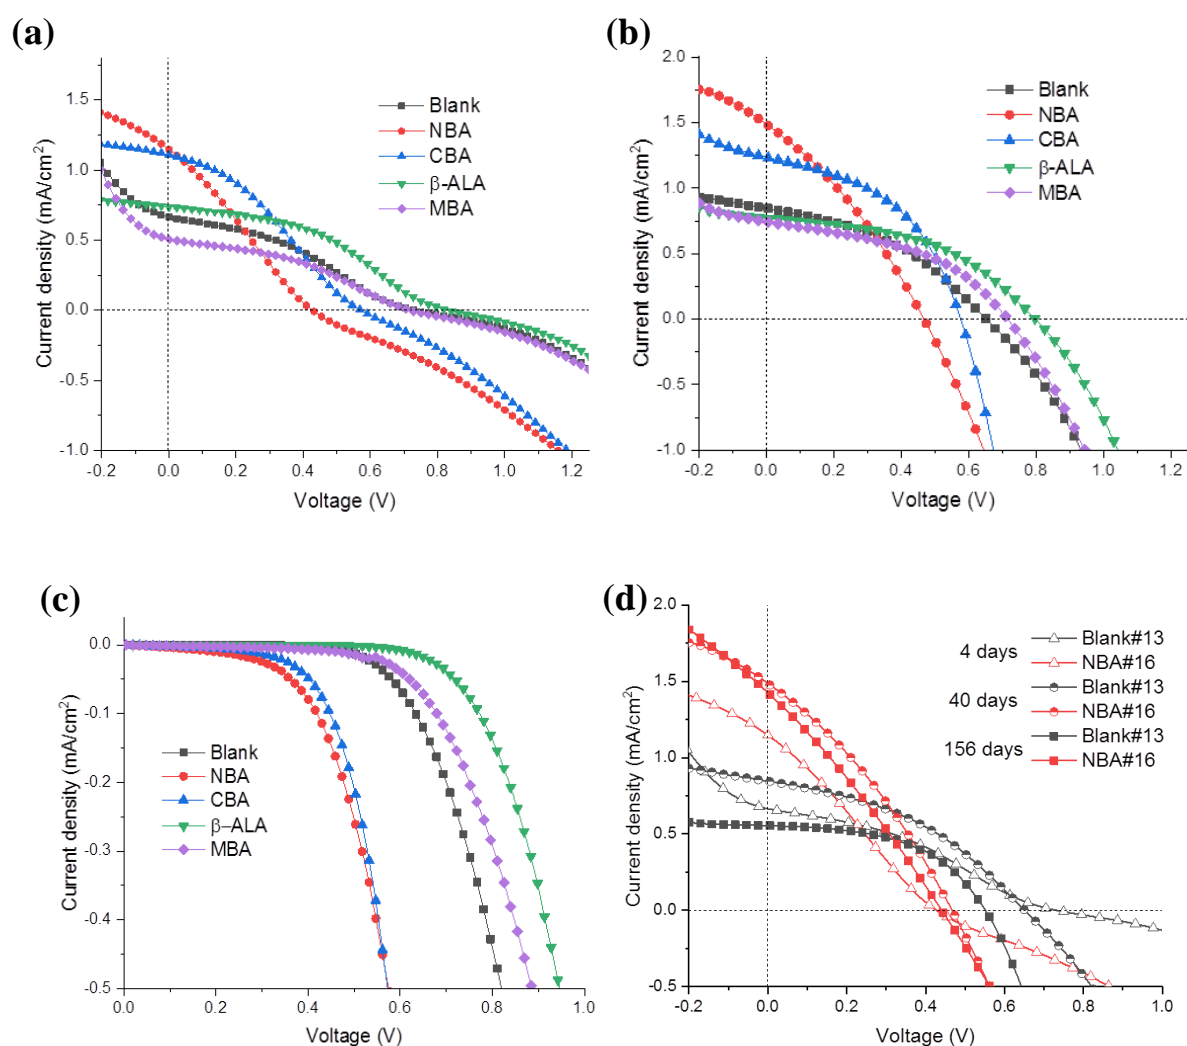 (a)
Blank
NBA
CBA
β-ALA
MBA
1.5
1.0
0.5
0.0
-0.5
-1.0
-0.2 0.0 0.2 0.4 0.6 0.8 1.0 1.2
Current density (mA/cm²)
Voltage (V)
(b)
Blank
NBA
CBA
β-ALA
MBA
2.0
1.5
1.0
0.5
0.0
-0.5
-1.0
-0.2 0.0 0.2 0.4 0.6 0.8 1.0 1.2
Current density (mA/cm²)
Voltage (V)
(c)
0.0
-0.1
-0.2
-0.3
-0.4
-0.5
Blank
NBA
CBA
β–ALA
MBA
0.0 0.2 0.4 0.6 0.8 1.0
Current density (mA/cm²)
Voltage (V)
(d)
4 days
Blank#13
NBA#16
40 days
Blank#13
NBA#16
156 days
Blank#13
NBA#16
2.0
1.5
1.0
0.5
0.0
-0.5
-0.2 0.0 0.2 0.4 0.6 0.8 1.0
Current density (mA/cm²)
Voltage (V)